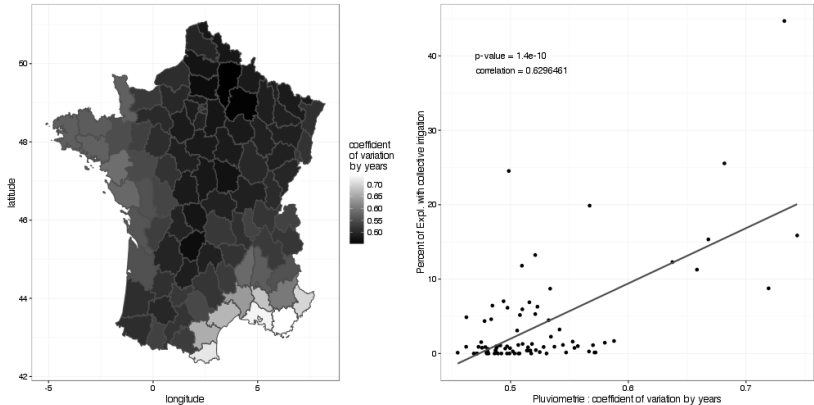 latitude
50
48
46
44
42
-5
0
5
longitude
coefficient
of variation
by years
0.70
0.65
0.60
0.55
0.50
Percent of Expl. with collective irrigation
40
30
20
10
0
p-value = 1.4e-10
correlation = 0.6296461
0.5
0.6
0.7
Pluviometrie : coefficient of variation by years